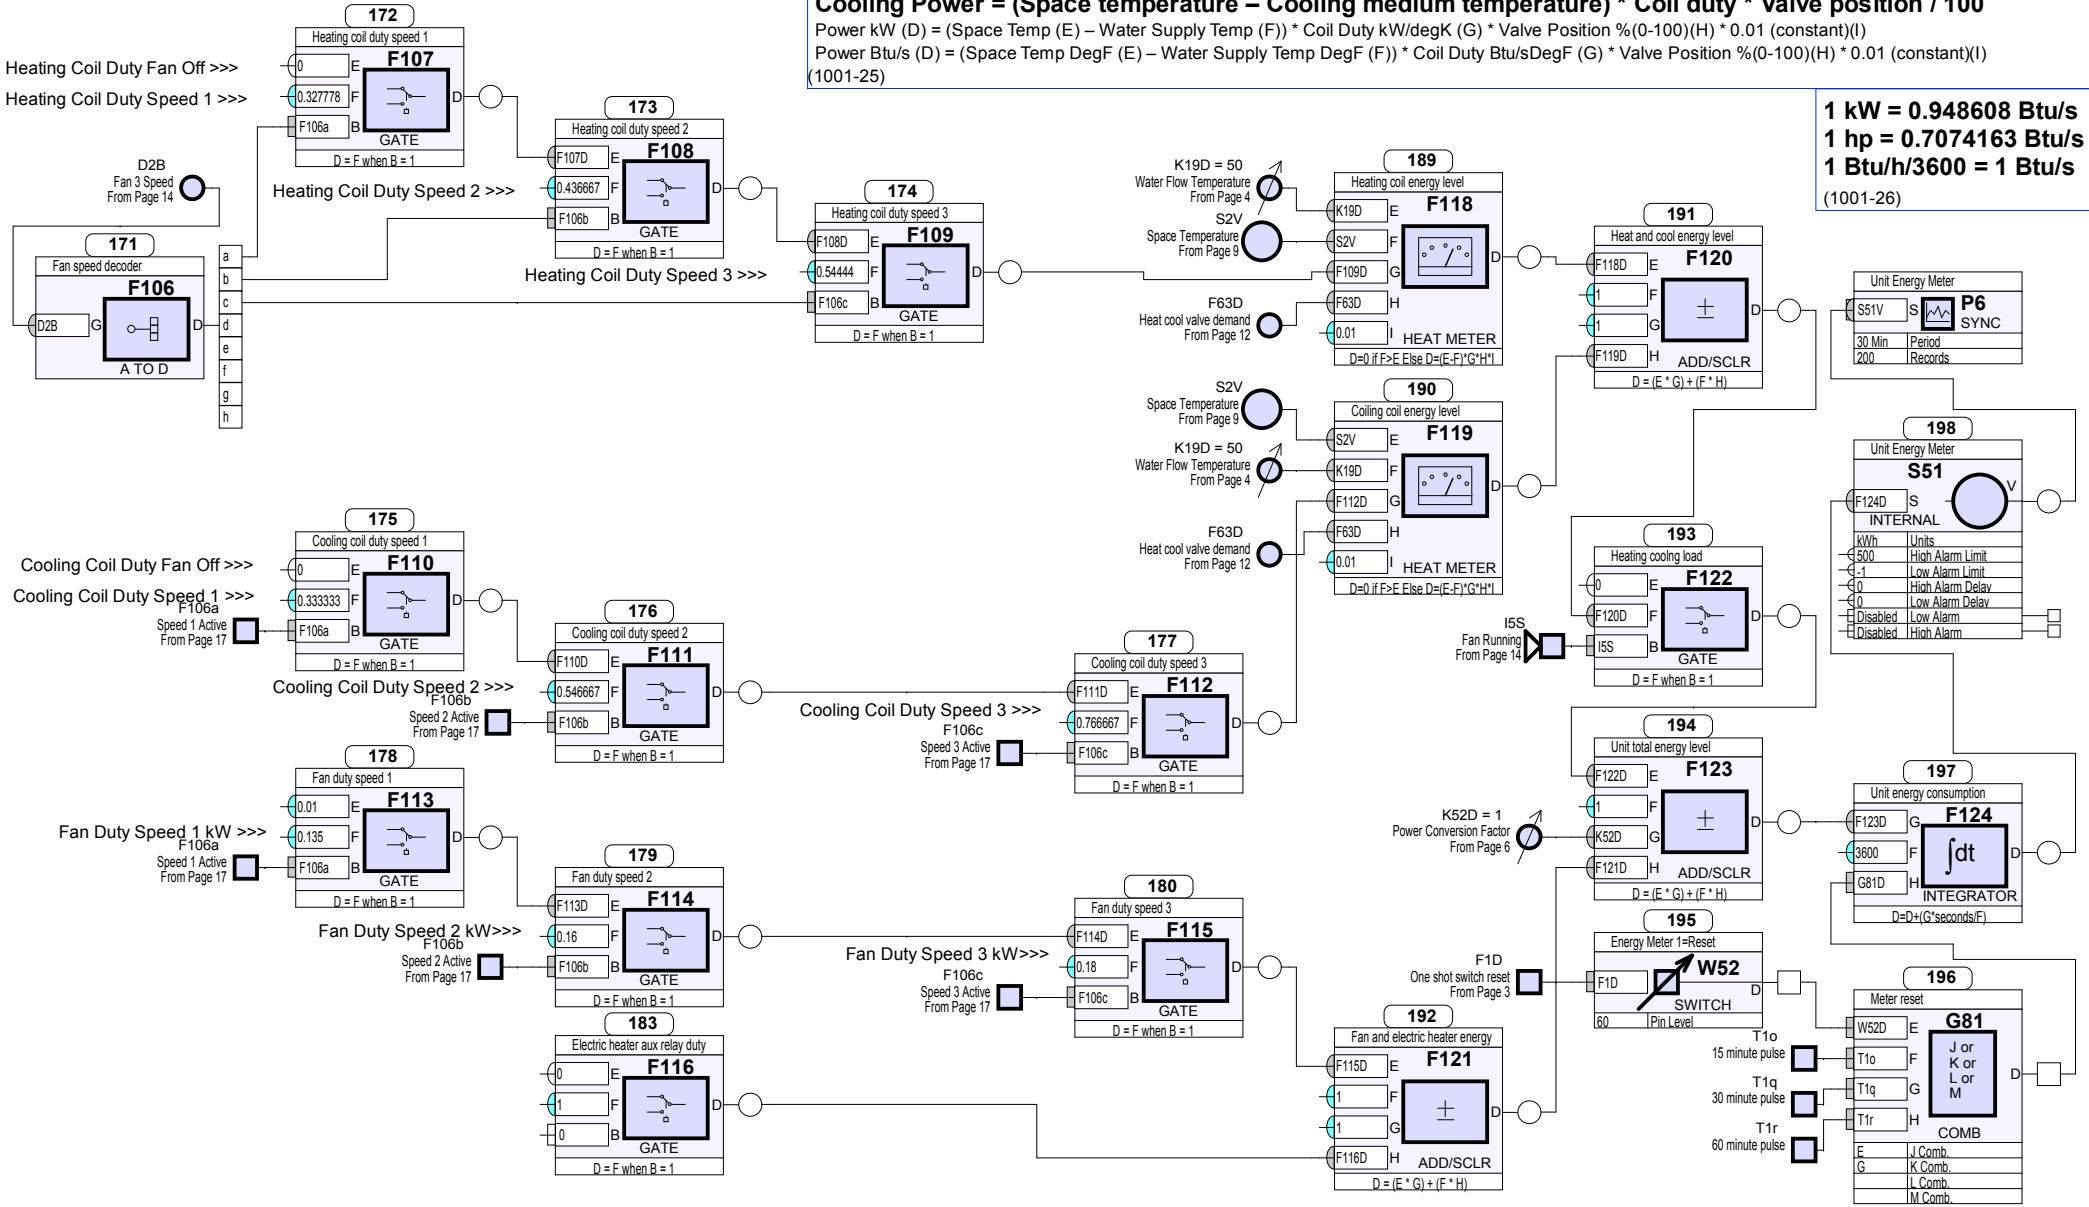 Cooling Power = (Space temperature – Cooling medium temperature) * Coil duty * Valve position / 100
Power kW (D) = (Space Temp (E) – Water Supply Temp (F)) * Coil Duty kW/degK (G) * Valve Position %(0-100)(H) * 0.01 (constant)(I)
Power Btu/s (D) = (Space Temp DegF (E) – Water Supply Temp DegF (F)) * Coil Duty Btu/sDegF (G) * Valve Position %(0-100)(H) * 0.01 (constant)(I)
(1001-25)
1 kW = 0.948608 Btu/s
1 hp = 0.7074163 Btu/s
1 Btu/h/3600 = 1 Btu/s
(1001-26)
172
Heating coil duty speed 1
F107
Heating Coil Duty Fan Off >>>
0 E
Heating Coil Duty Speed 1 >>>
0.327778 F
D
F106a B
GATE
D = F when B = 1
173
Heating coil duty speed 2
F108
F107D E
Heating Coil Duty Speed 2 >>>
0.436667 F
D
F106b B
GATE
D = F when B = 1
174
Heating coil duty speed 3
F109
F108D E
Heating Coil Duty Speed 3 >>>
0.54444 F
D
F106c B
GATE
D = F when B = 1
D2B
Fan 3 Speed
From Page 14
171
Fan speed decoder
F106
D2B G
D
A TO D
a
b
c
d
e
f
g
h
189
Heating coil energy level
F118
K19D = 50
Water Flow Temperature
From Page 4
K19D E
S2V
Space Temperature
From Page 9
S2V F
D
F109D G
F63D
Heat cool valve demand
From Page 12
F63D H
0.01 I
HEAT METER
D=0 if F>E Else D=(E-F)*G*H*I
190
Coiling coil energy level
F119
S2V
Space Temperature
From Page 9
S2V E
K19D = 50
Water Flow Temperature
From Page 4
K19D F
D
F112D G
F63D
Heat cool valve demand
From Page 12
F63D H
0.01 I
HEAT METER
D=0 if F>E Else D=(E-F)*G*H*I
191
Heat and cool energy level
F120
F118D E
1 F
D
1 G
F119D H
ADD/SCLR
D = (E * G) + (F * H)
Unit Energy Meter
P6
S51V S
SYNC
30 Min Period
200 Records
198
Unit Energy Meter
S51
F124D S
V
INTERNAL
kWh Units
500 High Alarm Limit
-1 Low Alarm Limit
0 High Alarm Delay
0 Low Alarm Delay
Disabled Low Alarm
Disabled High Alarm
175
Cooling coil duty speed 1
F110
Cooling Coil Duty Fan Off >>>
0 E
Cooling Coil Duty Speed 1 >>>
0.333333 F
D
F106a
Speed 1 Active
From Page 17
F106a B
GATE
D = F when B = 1
176
Cooling coil duty speed 2
F111
F110D E
Cooling Coil Duty Speed 2 >>>
0.546667 F
D
F106b
Speed 2 Active
From Page 17
F106b B
GATE
D = F when B = 1
177
Cooling coil duty speed 3
F112
F111D E
Cooling Coil Duty Speed 3 >>>
0.766667 F
D
F106c
Speed 3 Active
From Page 17
F106c B
GATE
D = F when B = 1
193
Heating coolng load
F122
0 E
F120D F
D
I5S
Fan Running
From Page 14
I5S B
GATE
D = F when B = 1
178
Fan duty speed 1
F113
0.01 E
Fan Duty Speed 1 kW >>>
0.135 F
D
F106a
Speed 1 Active
From Page 17
F106a B
GATE
D = F when B = 1
179
Fan duty speed 2
F114
F113D E
Fan Duty Speed 2 kW>>>
0.16 F
D
F106b
Speed 2 Active
From Page 17
F106b B
GATE
D = F when B = 1
180
Fan duty speed 3
F115
F114D E
Fan Duty Speed 3 kW>>>
0.18 F
D
F106c
Speed 3 Active
From Page 17
F106c B
GATE
D = F when B = 1
194
Unit total energy level
F123
F122D E
1 F
D
K52D = 1
Power Conversion Factor
From Page 6
K52D G
F121D H
ADD/SCLR
D = (E * G) + (F * H)
197
Unit energy consumption
F124
F123D G
3600 F
∫dt
D
G81D H
INTEGRATOR
D=D+(G*seconds/F)
183
Electric heater aux relay duty
F116
0 E
1 F
D
0 B
GATE
D = F when B = 1
192
Fan and electric heater energy
F121
F115D E
1 F
D
1 G
F116D H
ADD/SCLR
D = (E * G) + (F * H)
195
Energy Meter 1=Reset
W52
F1D
One shot switch reset
From Page 3
F1D
D
SWITCH
60 Pin Level
196
Meter reset
G81
W52D E
T1o
15 minute pulse
T1o F
T1q
30 minute pulse
T1q G
T1r
60 minute pulse
T1r H
J or
K or
L or
M
D
COMB
E J Comb.
G K Comb.
L Comb.
M Comb.